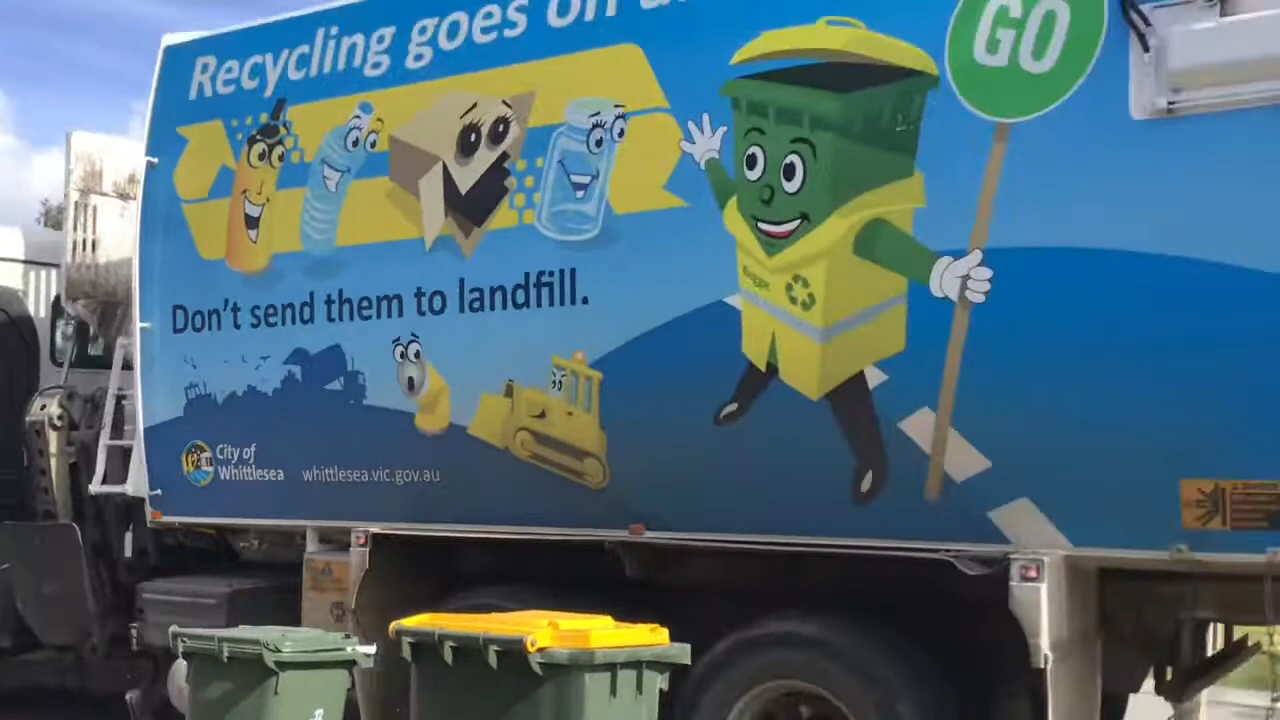 Recycling goes on
GO
Don't send them to landfill.
City of
Whittlesea
whittlesea.vic.gov.au